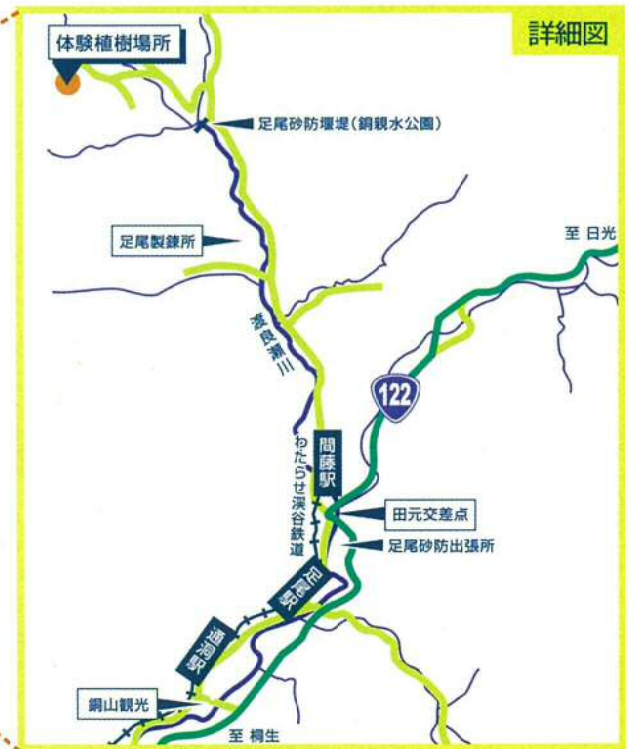 詳細図
体験植樹場所
足尾砂防堰堤(銅親水公園)
足尾製錬所
至 日光
渡良瀬川
122
間藤駅
わたらせ渓谷鉄道
田元交差点
足尾砂防出張所
足尾駅
通洞駅
銅山観光
至 桐生